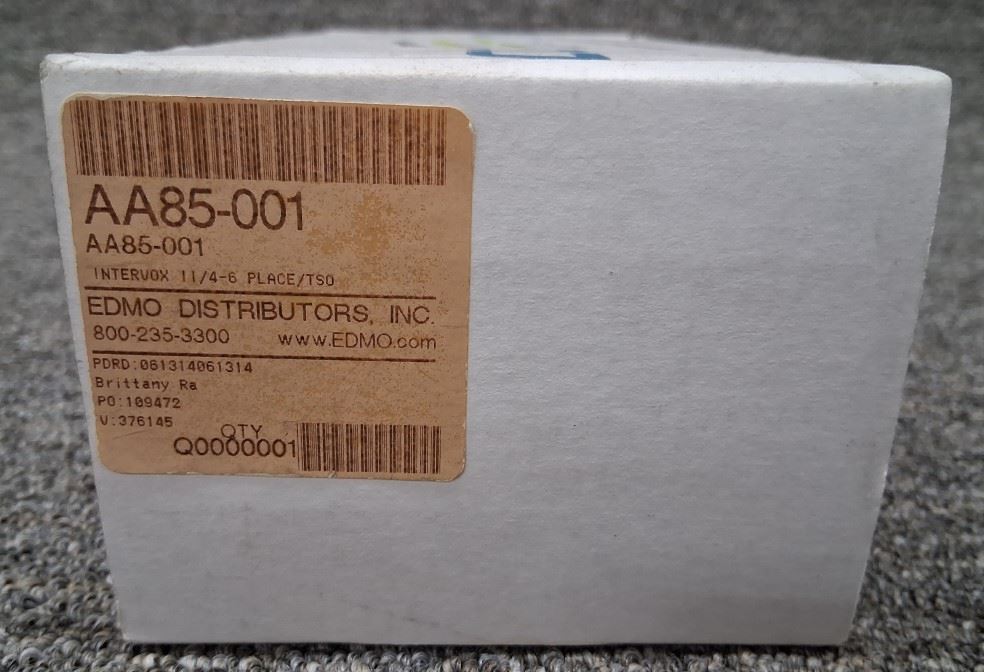 AA85-001
AA85-001
INTERVOX II/4-6 PLACE/TSO
EDMO DISTRIBUTORS, INC.
800-235-3300 www.EDMO.com
PDRD:061314061314
Brittany Ra
PO:109472
V:376145
QTY
Q0000001